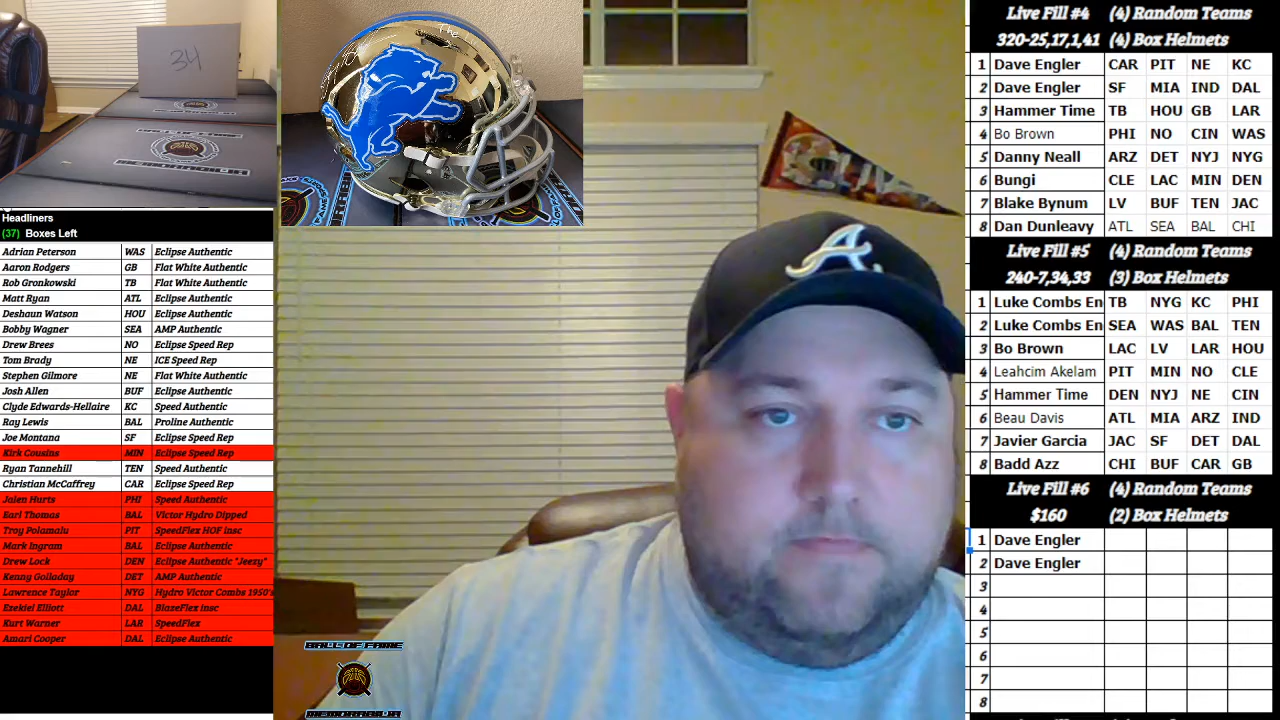 34
BALL OF FAME
MEMORABILIA
The
Headliners
(37) Boxes Left
Adrian Peterson WAS Eclipse Authentic
Aaron Rodgers GB Flat White Authentic
Rob Gronkowski TB Flat White Authentic
Matt Ryan ATL Eclipse Authentic
Deshaun Watson HOU Eclipse Authentic
Bobby Wagner SEA AMP Authentic
Drew Brees NO Eclipse Speed Rep
Tom Brady NE ICE Speed Rep
Stephen Gilmore NE Flat White Authentic
Josh Allen BUF Eclipse Authentic
Clyde Edwards-Hellaire KC Speed Authentic
Ray Lewis BAL Proline Authentic
Joe Montana SF Eclipse Speed Rep
Kirk Cousins MIN Eclipse Speed Rep
Ryan Tannehill TEN Speed Authentic
Christian McCaffrey CAR Eclipse Speed Rep
Jalen Hurts PHI Speed Authentic
Earl Thomas BAL Victor Hydro Dipped
Troy Polamalu PIT SpeedFlex HOF insc
Mark Ingram BAL Eclipse Authentic
Drew Lock DEN Eclipse Authentic "Jeezy"
Kenny Golladay DET AMP Authentic
Lawrence Taylor NYG Hydro Victor Combs 1950's
Ezekiel Elliott DAL BlazeFlex insc
Kurt Warner LAR SpeedFlex
Amari Cooper DAL Eclipse Authentic
A
BALL OF FAME
MEMORABILIA
Live Fill #4 (4) Random Teams
320-25,17,1,41 (4) Box Helmets
1 Dave Engler CAR PIT NE KC
2 Dave Engler SF MIA IND DAL
3 Hammer Time TB HOU GB LAR
4 Bo Brown PHI NO CIN WAS
5 Danny Neall ARZ DET NYJ NYG
6 Bungi CLE LAC MIN DEN
7 Blake Bynum LV BUF TEN JAC
8 Dan Dunleavy ATL SEA BAL CHI
Live Fill #5 (4) Random Teams
240-7,34,33 (3) Box Helmets
1 Luke Combs En TB NYG KC PHI
2 Luke Combs En SEA WAS BAL TEN
3 Bo Brown LAC LV LAR HOU
4 Leahcim Akelam PIT MIN NO CLE
5 Hammer Time DEN NYJ NE CIN
6 Beau Davis ATL MIA ARZ IND
7 Javier Garcia JAC SF DET DAL
8 Badd Azz CHI BUF CAR GB
Live Fill #6 (4) Random Teams
$160 (2) Box Helmets
1 Dave Engler
2 Dave Engler
3
4
5
6
7
8